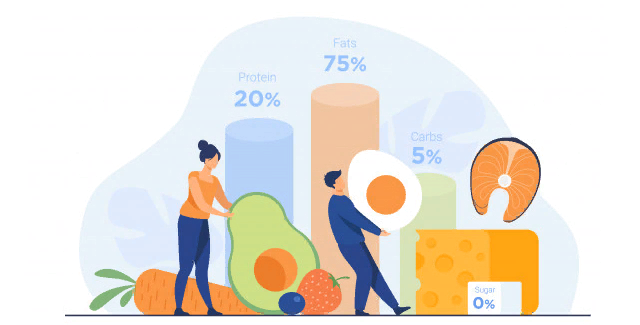 Fats
75%
Protein
20%
Carbs
5%
Sugar
0%